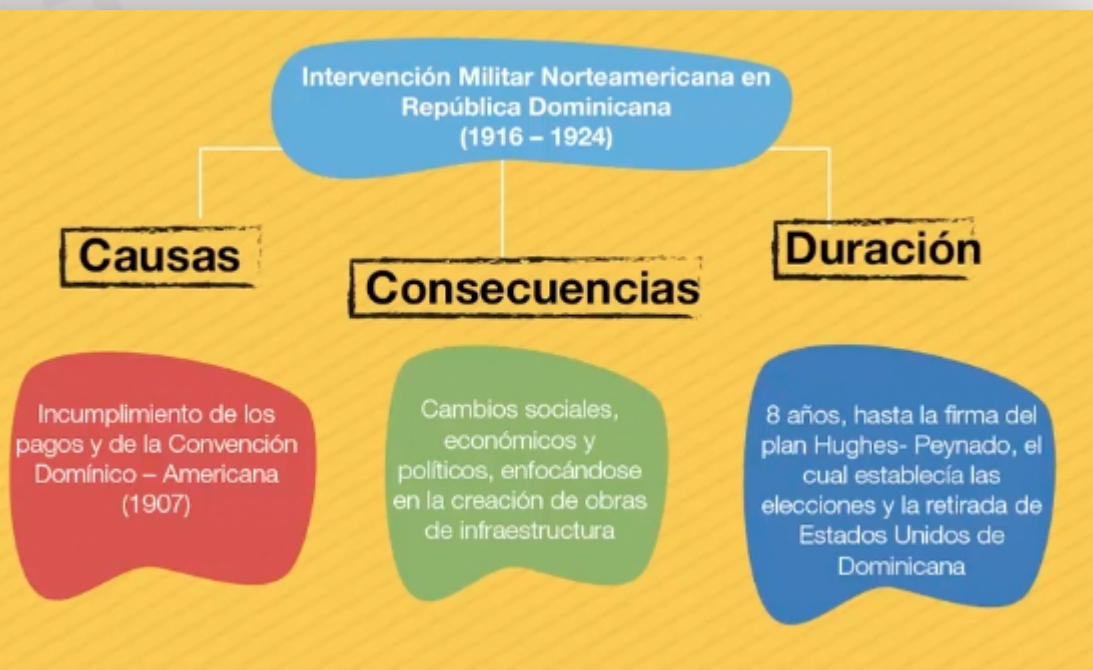 Intervención Militar Norteamericana en
República Dominicana
(1916 – 1924)
Causas
Consecuencias
Duración
Incumplimiento de los
pagos y de la Convención
Domínico – Americana
(1907)
Cambios sociales,
económicos y
políticos, enfocándose
en la creación de obras
de infraestructura
8 años, hasta la firma del
plan Hughes- Peynado, el
cual establecía las
elecciones y la retirada de
Estados Unidos de
Dominicana